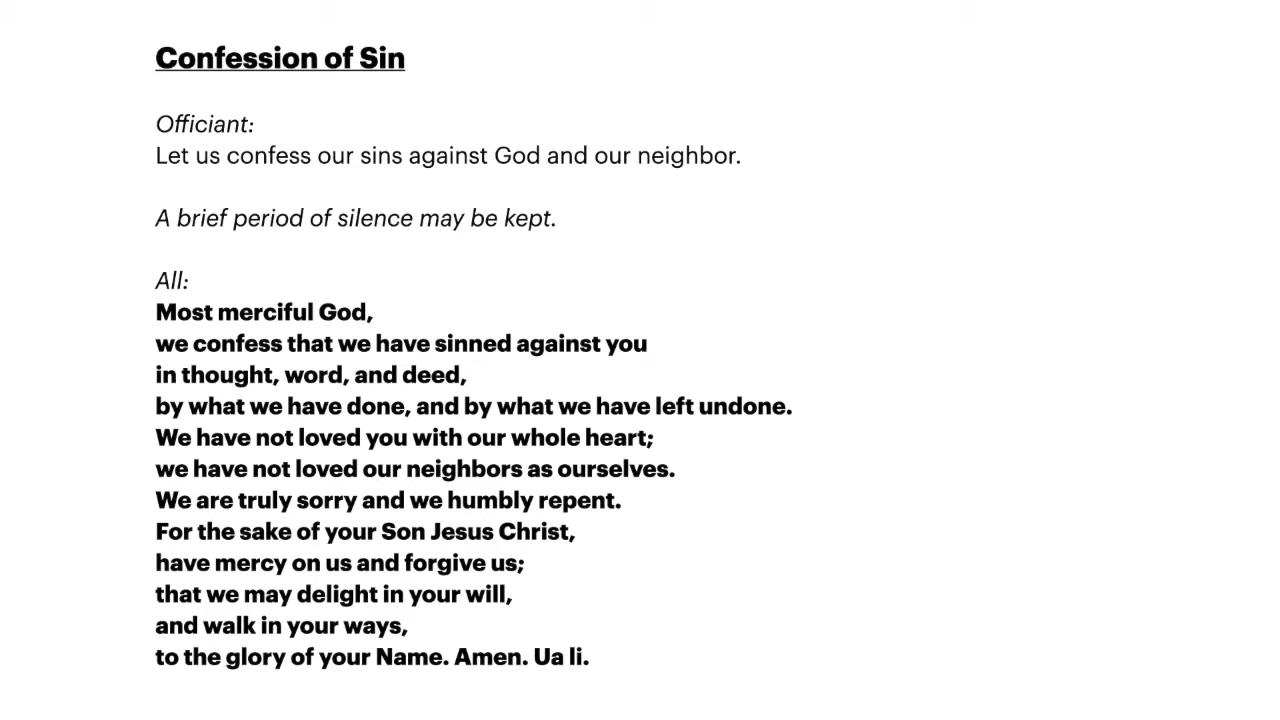 Confession of Sin
Officiant:
Let us confess our sins against God and our neighbor.
A brief period of silence may be kept.
All:
Most merciful God,
we confess that we have sinned against you
in thought, word, and deed,
by what we have done, and by what we have left undone.
We have not loved you with our whole heart;
we have not loved our neighbors as ourselves.
We are truly sorry and we humbly repent.
For the sake of your Son Jesus Christ,
have mercy on us and forgive us;
that we may delight in your will,
and walk in your ways,
to the glory of your Name. Amen. Ua li.